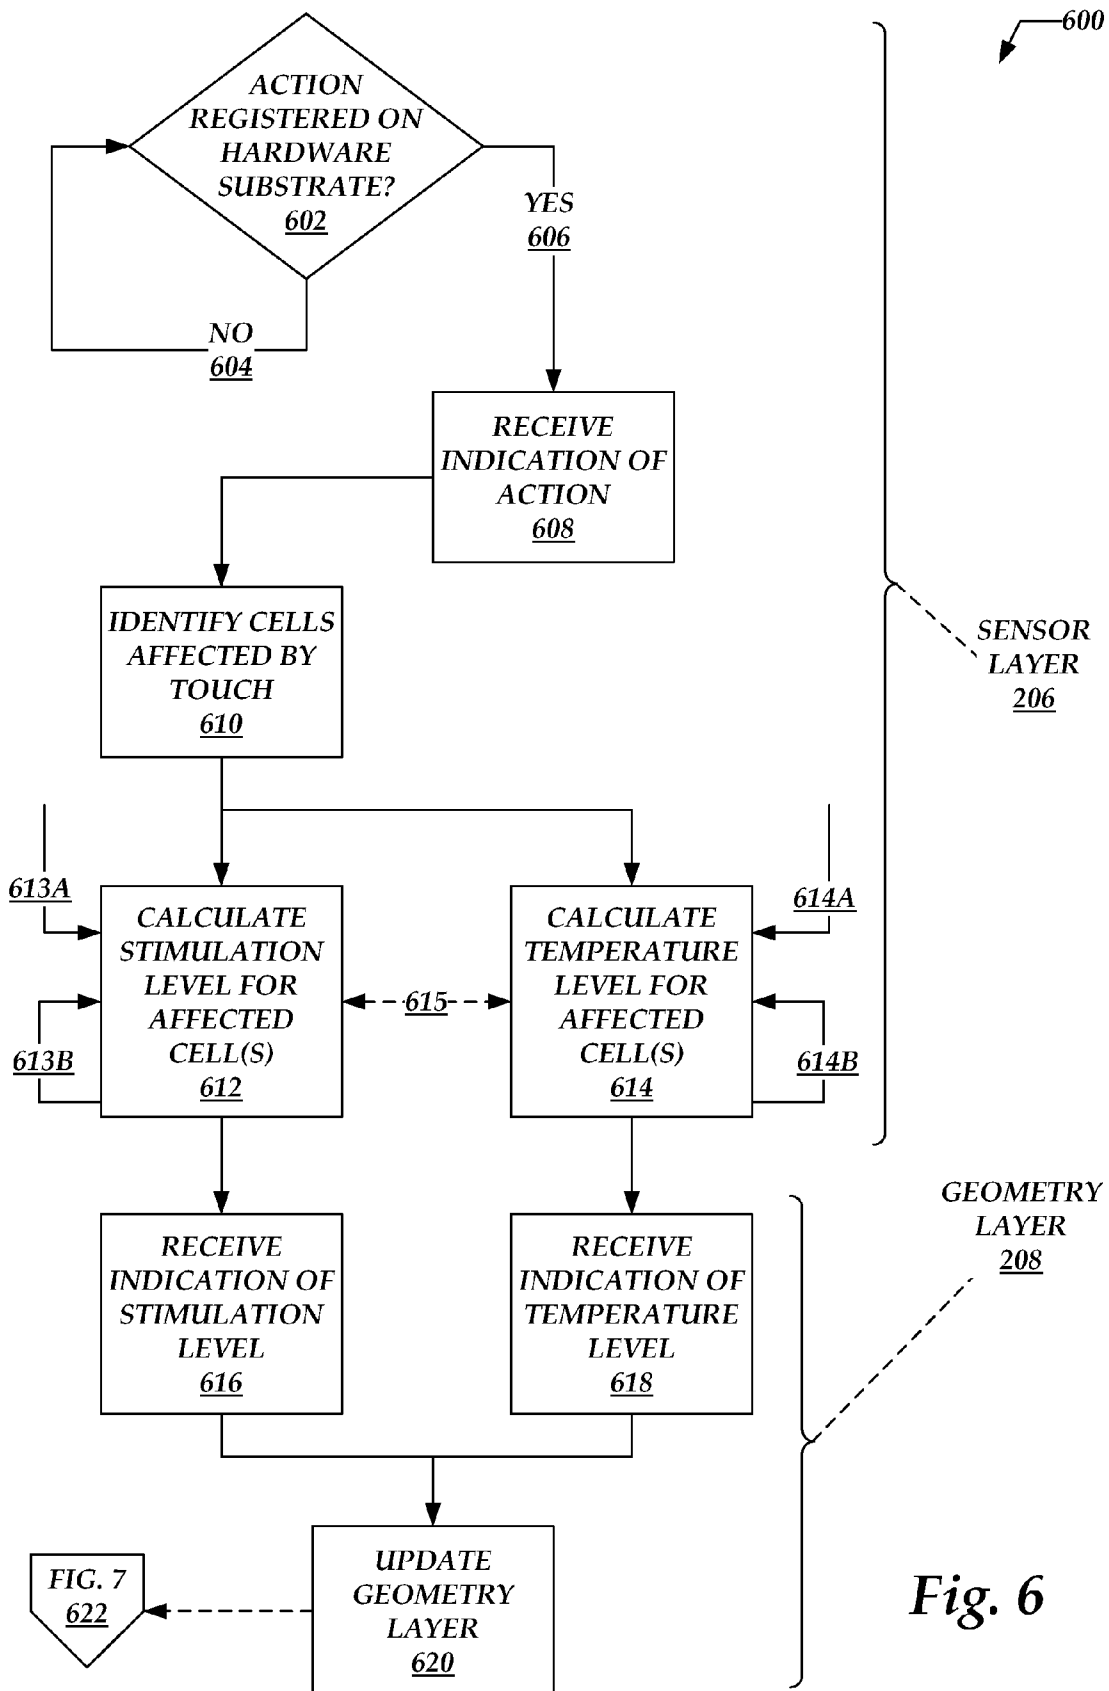 600
ACTION
REGISTERED ON
HARDWARE
SUBSTRATE?
602
YES
606
NO
604
RECEIVE
INDICATION OF
ACTION
608
IDENTIFY CELLS
AFFECTED BY
TOUCH
610
SENSOR
LAYER
206
613A
CALCULATE
STIMULATION
LEVEL FOR
AFFECTED
CELL(S)
612
613B
615
CALCULATE
TEMPERATURE
LEVEL FOR
AFFECTED
CELL(S)
614
614A
614B
GEOMETRY
LAYER
208
RECEIVE
INDICATION OF
STIMULATION
LEVEL
616
RECEIVE
INDICATION OF
TEMPERATURE
LEVEL
618
UPDATE
GEOMETRY
LAYER
620
FIG. 7
622
Fig. 6